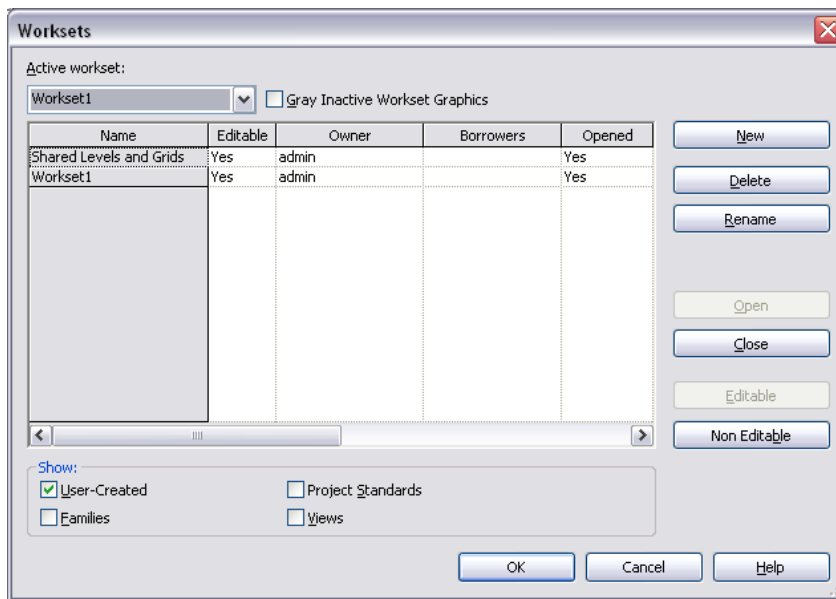 Worksets
Active workset:
Workset1
Gray Inactive Workset Graphics
Name Editable Owner Borrowers Opened
Shared Levels and Grids Yes admin Yes
Workset1 Yes admin Yes
New
Delete
Rename
Open
Close
Editable
Non Editable
Show:
User-Created Project Standards
Families Views
OK Cancel Help